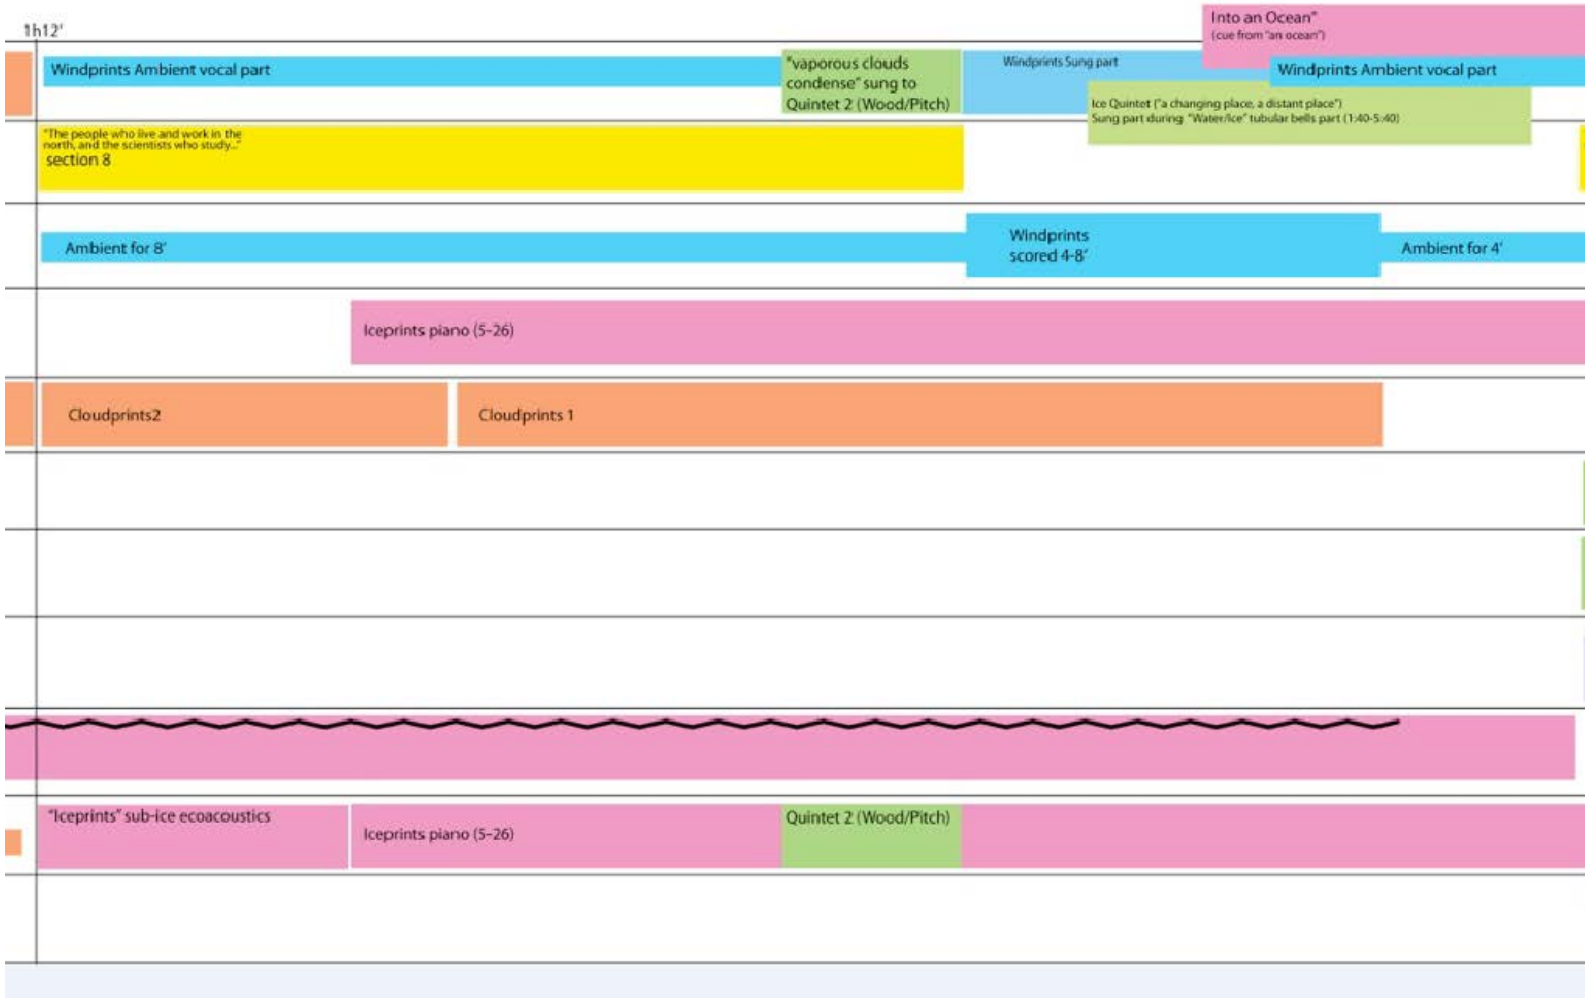 1h12'
Into an Ocean"
(cue from "an ocean")
Windprints Ambient vocal part
"vaporous clouds
condense" sung to
Quintet 2 (Wood/Pitch)
Windprints Sung part
Windprints Ambient vocal part
Ice Quintet ("a changing place, a distant place")
Sung part during "Water/Ice" tubular bells part (1:40-5:40)
"The people who live and work in the
north, and the scientists who study..."
section 8
Ambient for 8'
Windprints
scored 4-8'
Ambient for 4'
Iceprints piano (5-26)
Cloudprints2
Cloudprints 1
"Iceprints" sub-ice ecoacoustics
Iceprints piano (5-26)
Quintet 2 (Wood/Pitch)